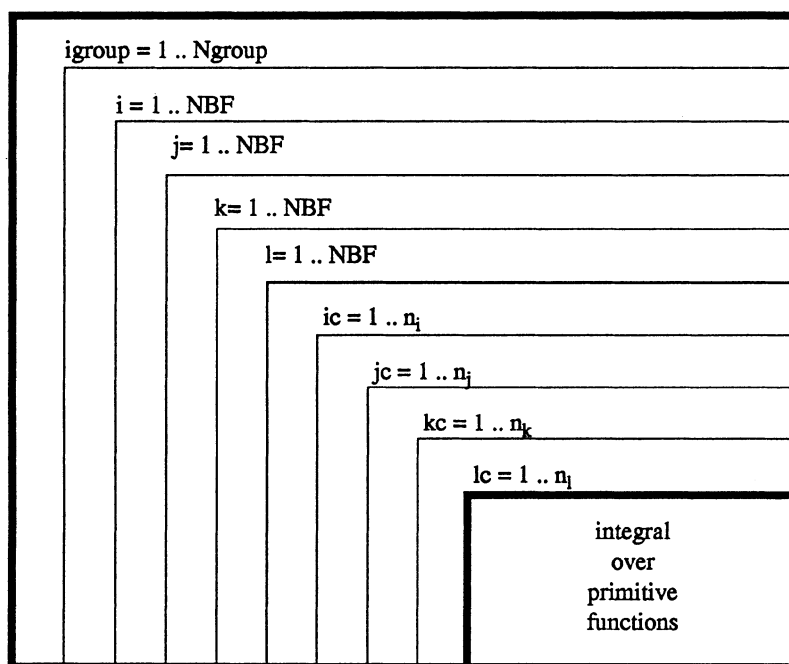 igroup = 1 .. Ngroup
i = 1 .. NBF
j= 1 .. NBF
k= 1 .. NBF
l= 1 .. NBF
ic = 1 .. nᵢ
jc = 1 .. nⱼ
kc = 1 .. nₖ
lc = 1 .. nₗ
integral
over
primitive
functions